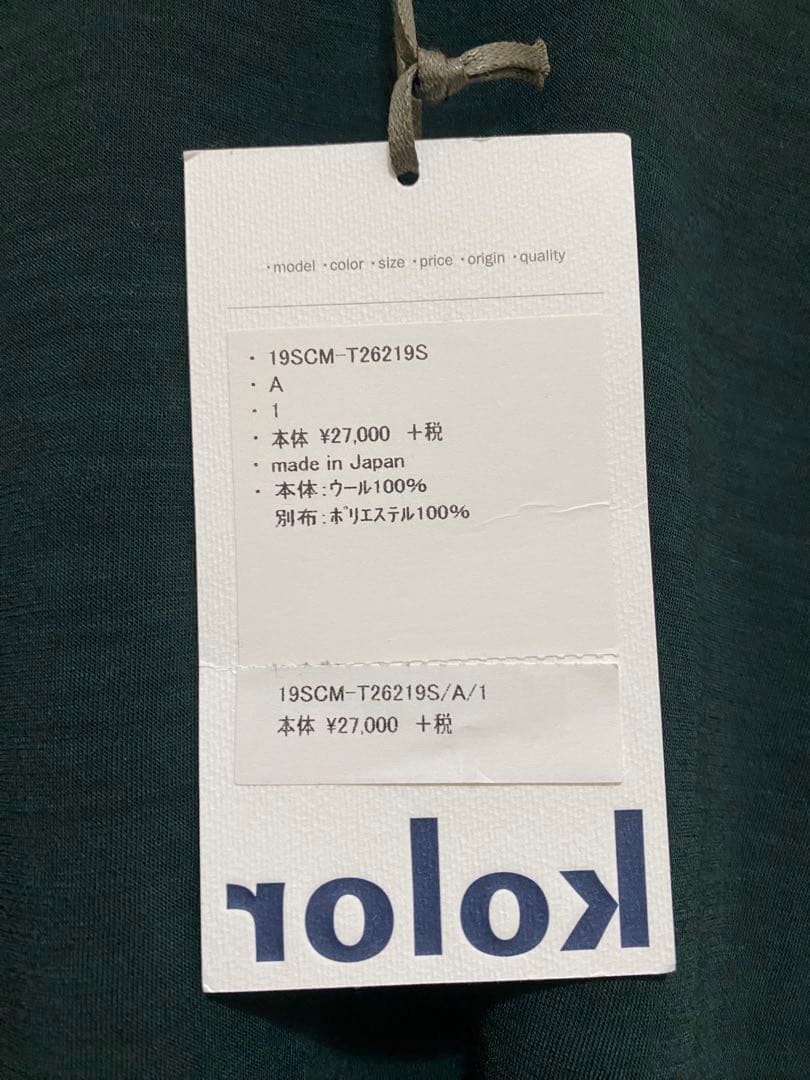 ・model ・color ・size ・price ・origin ・quality
・ 19SCM-T26219S
・ A
・ 1
・ 本体 ¥27,000 +税
・ made in Japan
・ 本体:ウール100%
別布:ポリエステル100%
19SCM-T26219S/A/1
本体 ¥27,000 +税
kolor